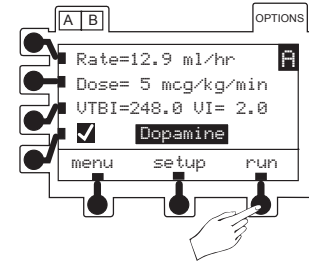 A B OPTIONS
Rate=12.9 ml/hr A
Dose= 5 mcg/kg/min
VTBI=248.0 VI= 2.0
Dopamine
menu setup run